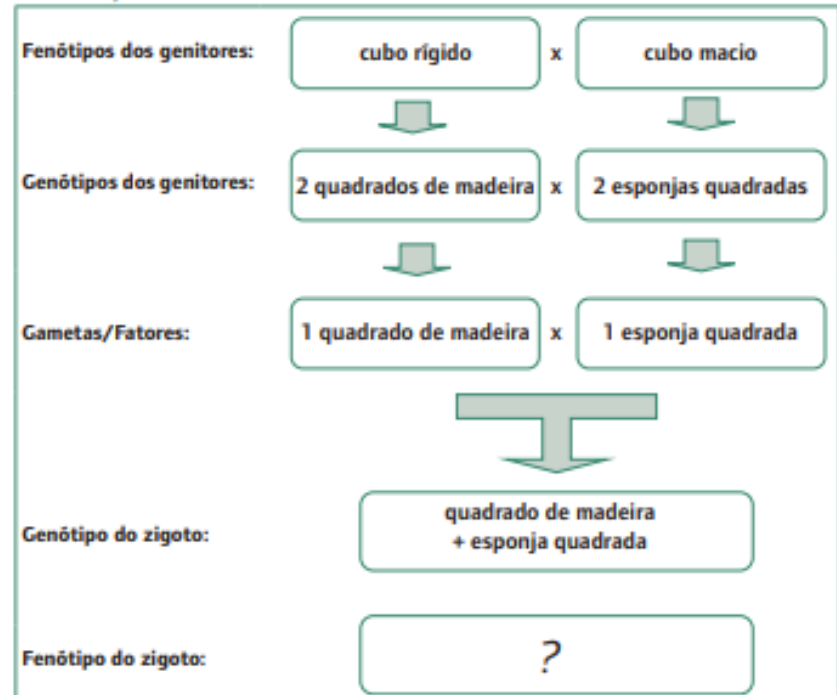 Fenótipos dos genitores: cubo rígido x cubo macio
Genótipos dos genitores: 2 quadrados de madeira x 2 esponjas quadradas
Gametas/Fatores: 1 quadrado de madeira x 1 esponja quadrada
quadrado de madeira
Genótipo do zigoto: + esponja quadrada
Fenótipo do zigoto: ?